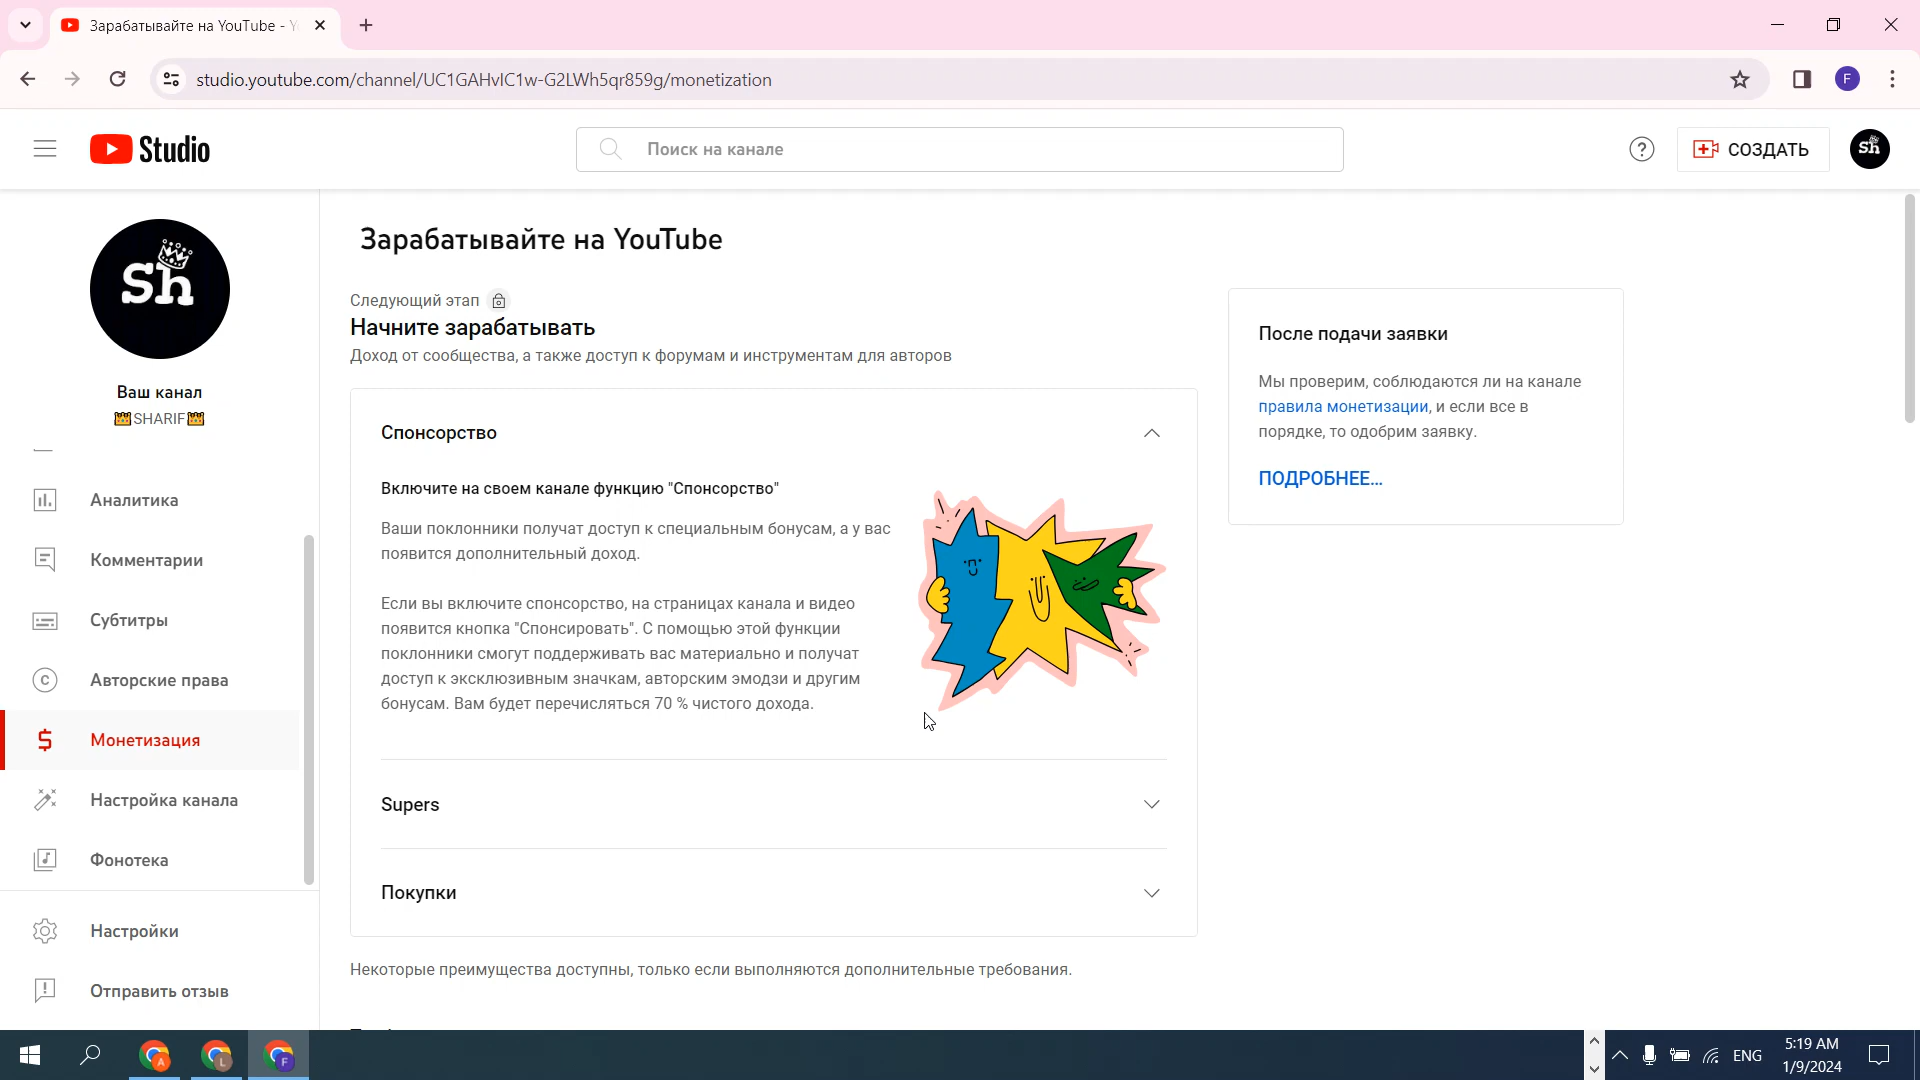 Зарабатывайте на YouTube - Y
studio.youtube.com/channel/UC1GAHvIC1w-G2LWh5qr859g/monetization
F
Studio
Поиск на канале
СОЗДАТЬ
Sh
Sh
Ваш канал
👑SHARIF👑
Аналитика
Комментарии
Субтитры
Авторские права
Монетизация
Настройка канала
Фонотека
Настройки
Отправить отзыв
Зарабатывайте на YouTube
Следующий этап
Начните зарабатывать
Доход от сообщества, а также доступ к форумам и инструментам для авторов
Спонсорство
Включите на своем канале функцию "Спонсорство"
Ваши поклонники получат доступ к специальным бонусам, а у вас
появится дополнительный доход.
Если вы включите спонсорство, на страницах канала и видео
появится кнопка "Спонсировать". С помощью этой функции
поклонники смогут поддерживать вас материально и получат
доступ к эксклюзивным значкам, авторским эмодзи и другим
бонусам. Вам будет перечисляться 70 % чистого дохода.
Supers
Покупки
Некоторые преимущества доступны, только если выполняются дополнительные требования.
После подачи заявки
Мы проверим, соблюдаются ли на канале
правила монетизации, и если все в
порядке, то одобрим заявку.
ПОДРОБНЕЕ...
A
L
F
ENG
5:19 AM
1/9/2024